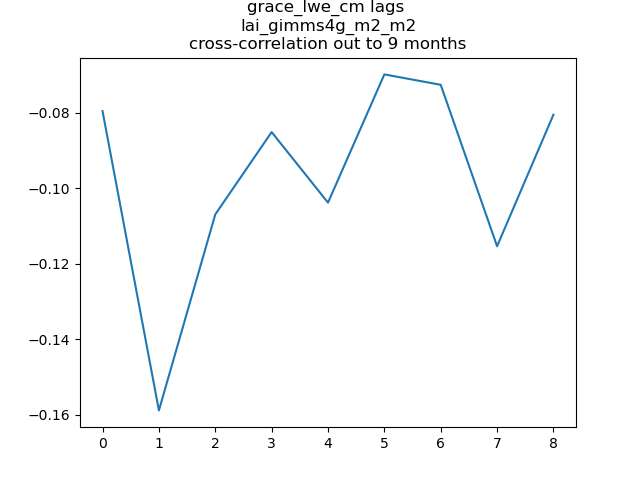 grace_lwe_cm lags
lai_gimms4g_m2_m2
cross-correlation out to 9 months
−0.08
−0.10
−0.12
−0.14
−0.16
0 1 2 3 4 5 6 7 8